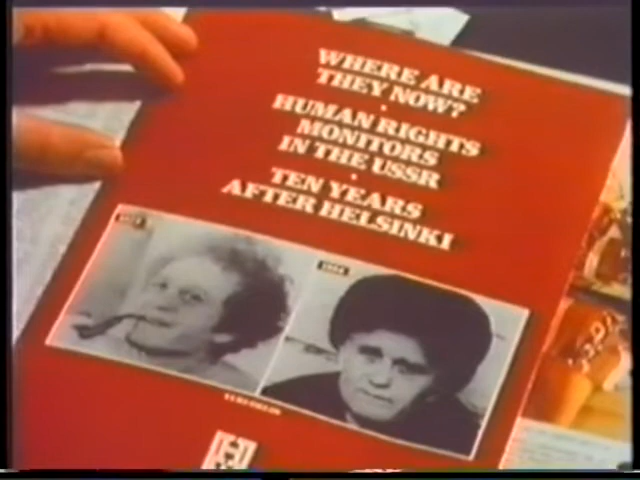 WHERE ARE
THEY NOW?
•
HUMAN RIGHTS
MONITORS
IN THE USSR
•
TEN YEARS
AFTER HELSINKI